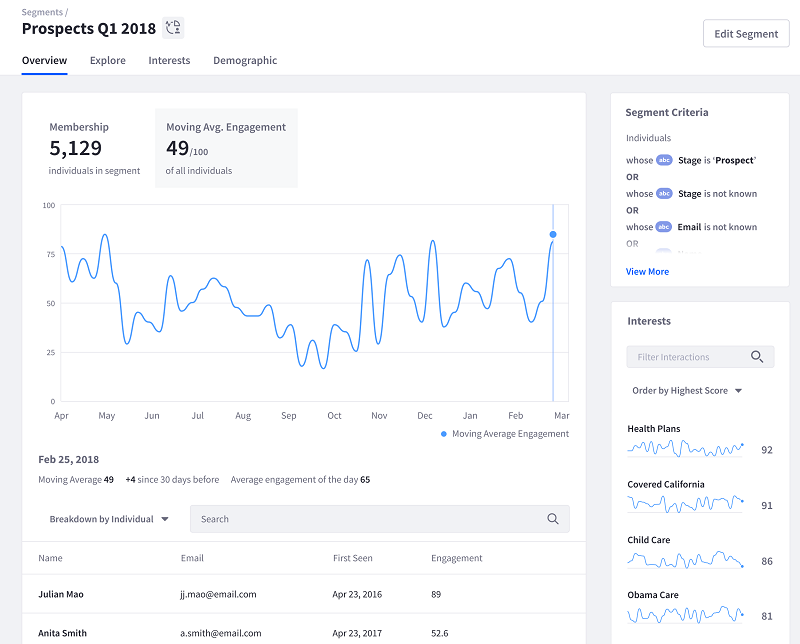 Segments /
Prospects Q1 2018
Edit Segment
Overview Explore Interests Demographic
Membership
5,129
individuals in segment
Moving Avg. Engagement
49/100
of all individuals
100
75
50
25
0
Apr May Jun Jul Aug Sep Oct Nov Dec Jan Feb Mar
Moving Average Engagement
Feb 25, 2018
Moving Average 49 +4 since 30 days before Average engagement of the day 65
Breakdown by Individual Search
Name Email First Seen Engagement
Julian Mao jj.mao@email.com Apr 23, 2016 89
Anita Smith a.smith@email.com Apr 23, 2017 52.6
Segment Criteria
Individuals
whose abc Stage is ‘Prospect’
OR
whose abc Stage is not known
OR
whose abc Email is not known
OR
View More
Interests
Filter Interactions
Order by Highest Score
Health Plans
92
Covered California
91
Child Care
86
Obama Care
81